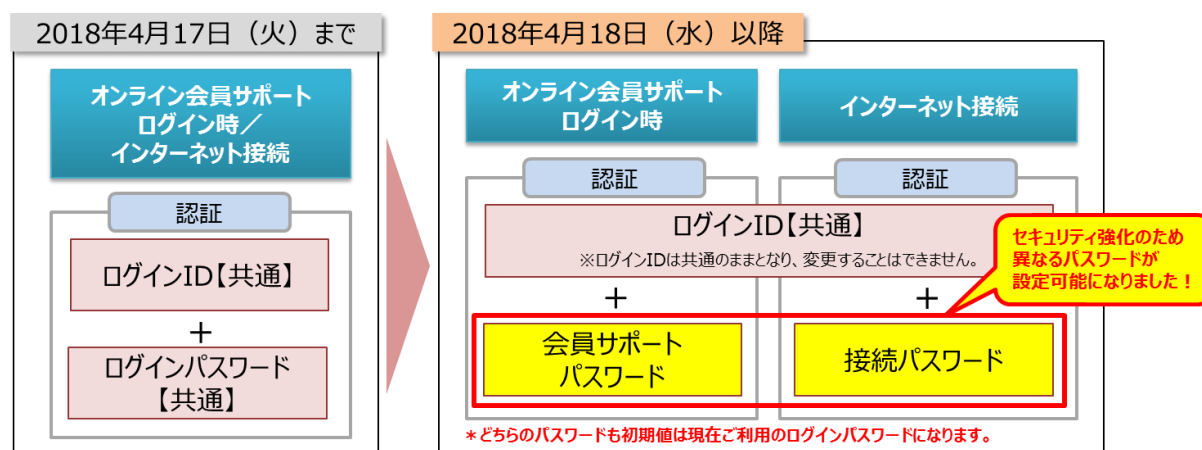 2018年4月17日（火）まで
オンライン会員サポート
ログイン時／
インターネット接続
認証
ログインID【共通】
＋
ログインパスワード
【共通】
2018年4月18日（水）以降
オンライン会員サポート
ログイン時
インターネット接続
認証
認証
ログインID【共通】
※ログインIDは共通のままとなり、変更することはできません。
＋
＋
セキュリティ強化のため
異なるパスワードが
設定可能になりました！
会員サポート
パスワード
接続パスワード
＊どちらのパスワードも初期値は現在ご利用のログインパスワードになります。